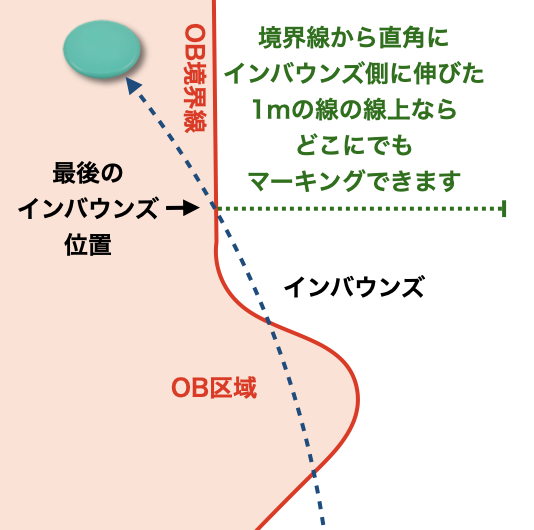 OB境界線
境界線から直角に
インバウンズ側に伸びた
1mの線の線上なら
どこにでも
マーキングできます
最後の
インバウンズ
位置
インバウンズ
OB区域